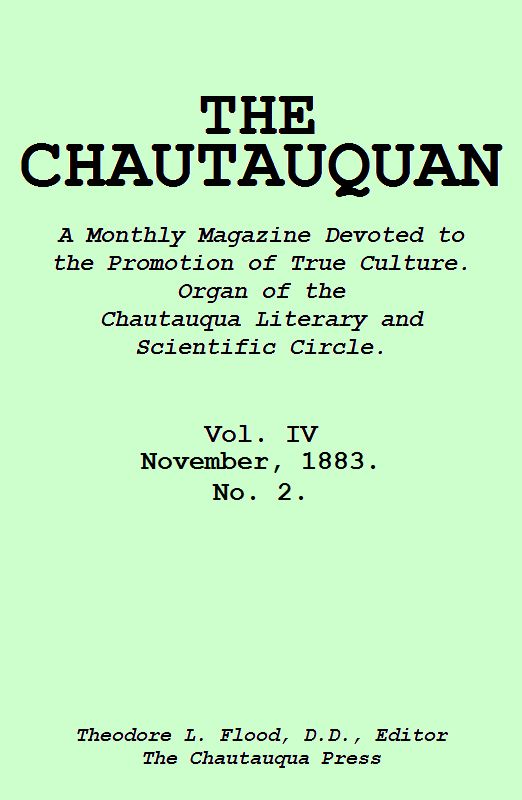 THE
CHAUTAUQUAN
A Monthly Magazine Devoted to
the Promotion of True Culture.
Organ of the
Chautauqua Literary and
Scientific Circle.
Vol. IV
November, 1883.
No. 2.
Theodore L. Flood, D.D., Editor
The Chautauqua Press